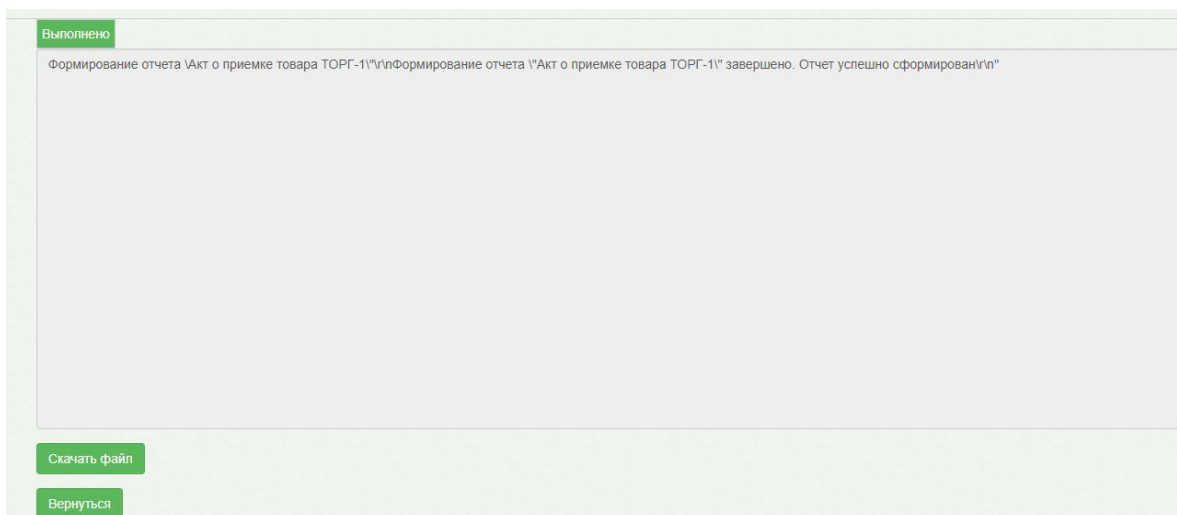 Выполнено
Формирование отчета \Акт о приемке товара ТОРГ-1\"\r\nФормирование отчета \"Акт о приемке товара ТОРГ-1\" завершено. Отчет успешно сформирован\r\n"
Скачать файл
Вернуться